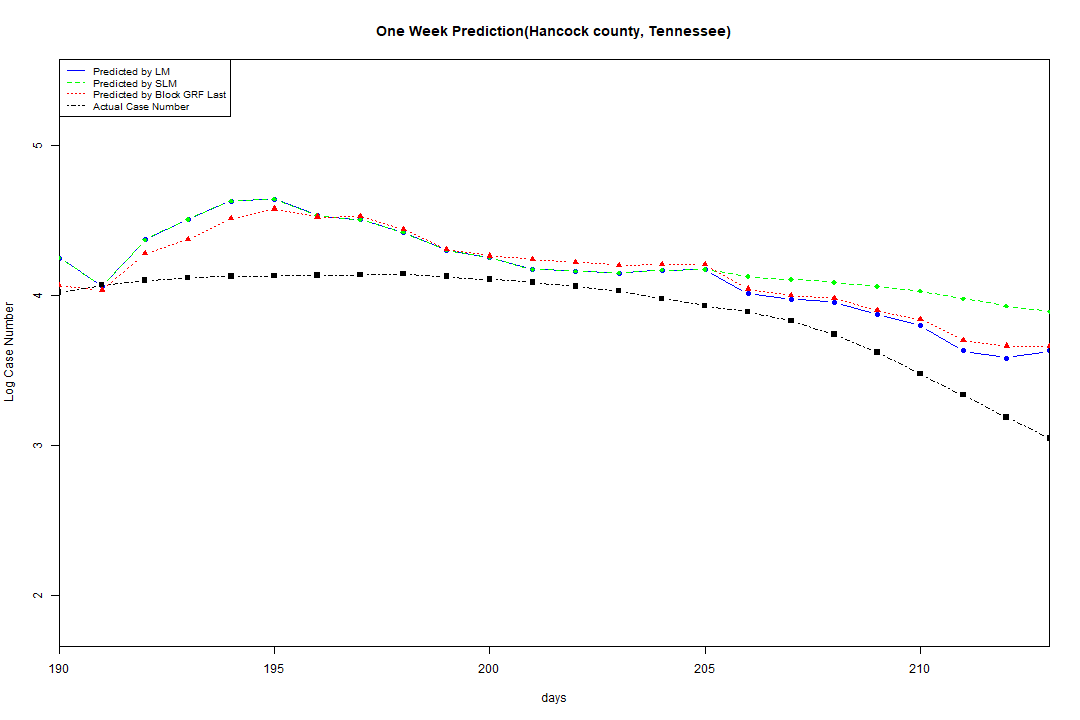 One Week Prediction(Hancock county, Tennessee)
Predicted by LM
Predicted by SLM
Predicted by Block GRF Last
Actual Case Number
5
4
3
2
Log Case Number
190 195 200 205 210
days